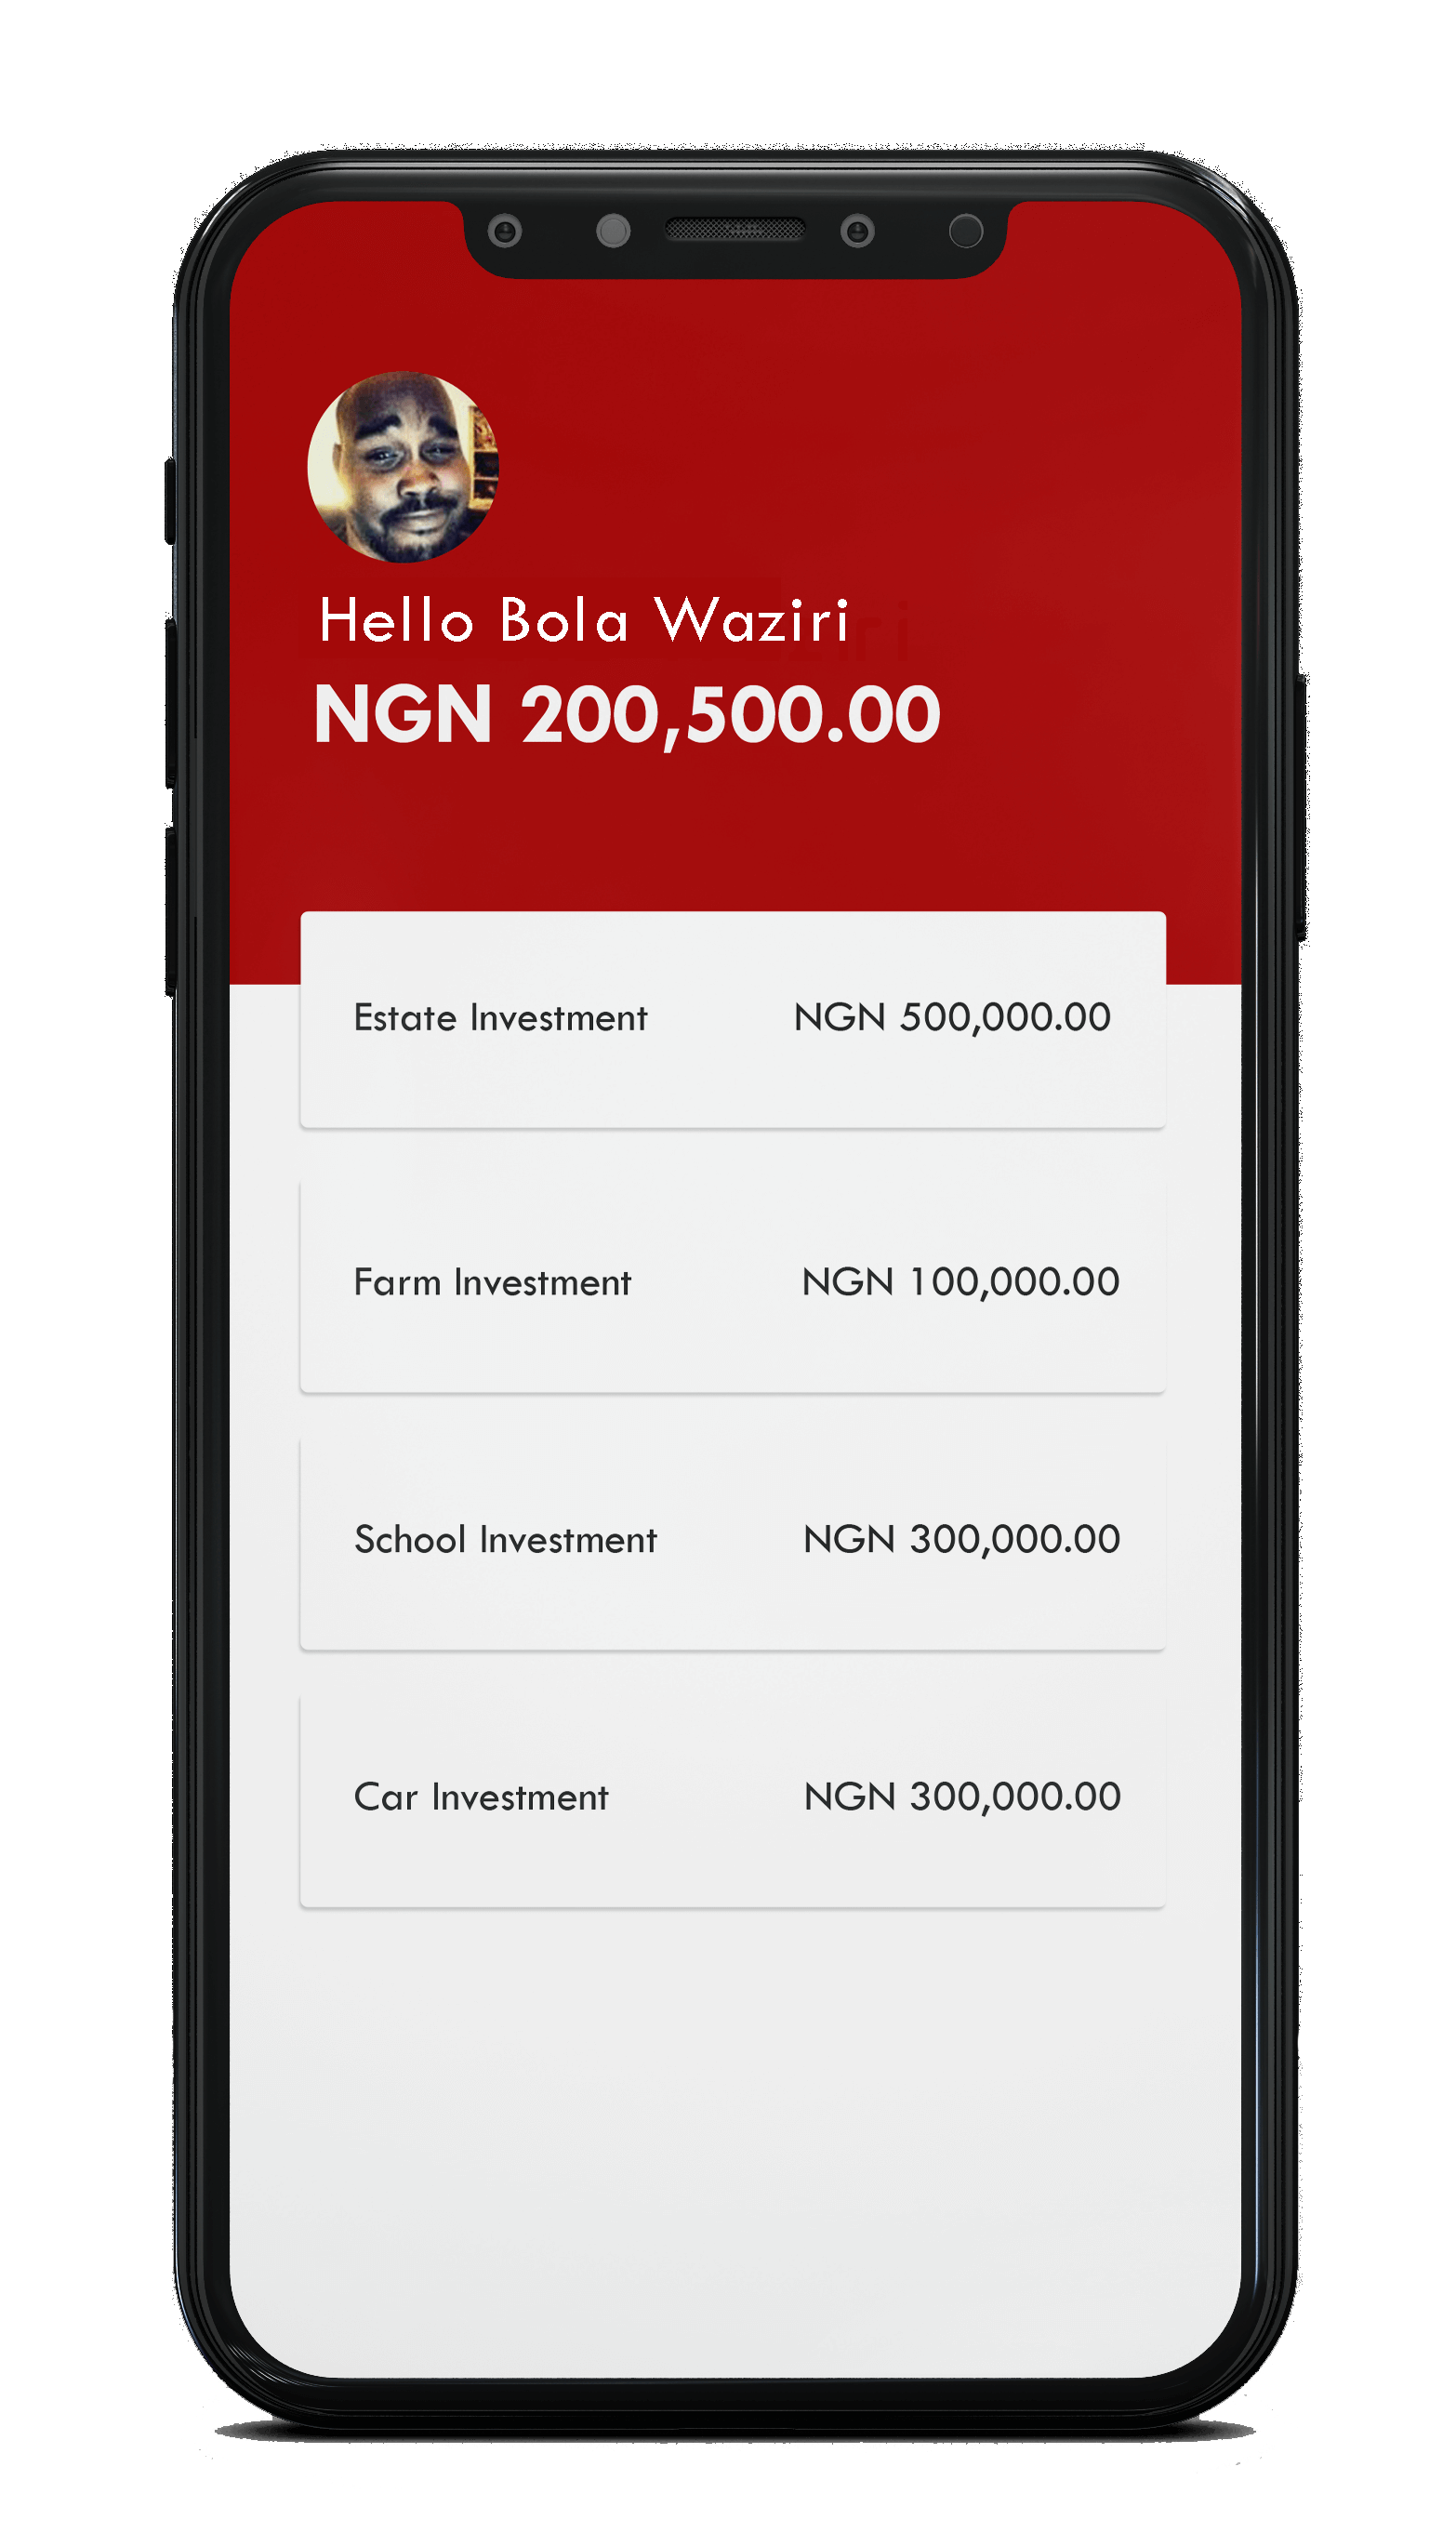 Hello Bola Waziri
NGN 200,500.00
Estate Investment NGN 500,000.00
Farm Investment NGN 100,000.00
School Investment NGN 300,000.00
Car Investment NGN 300,000.00